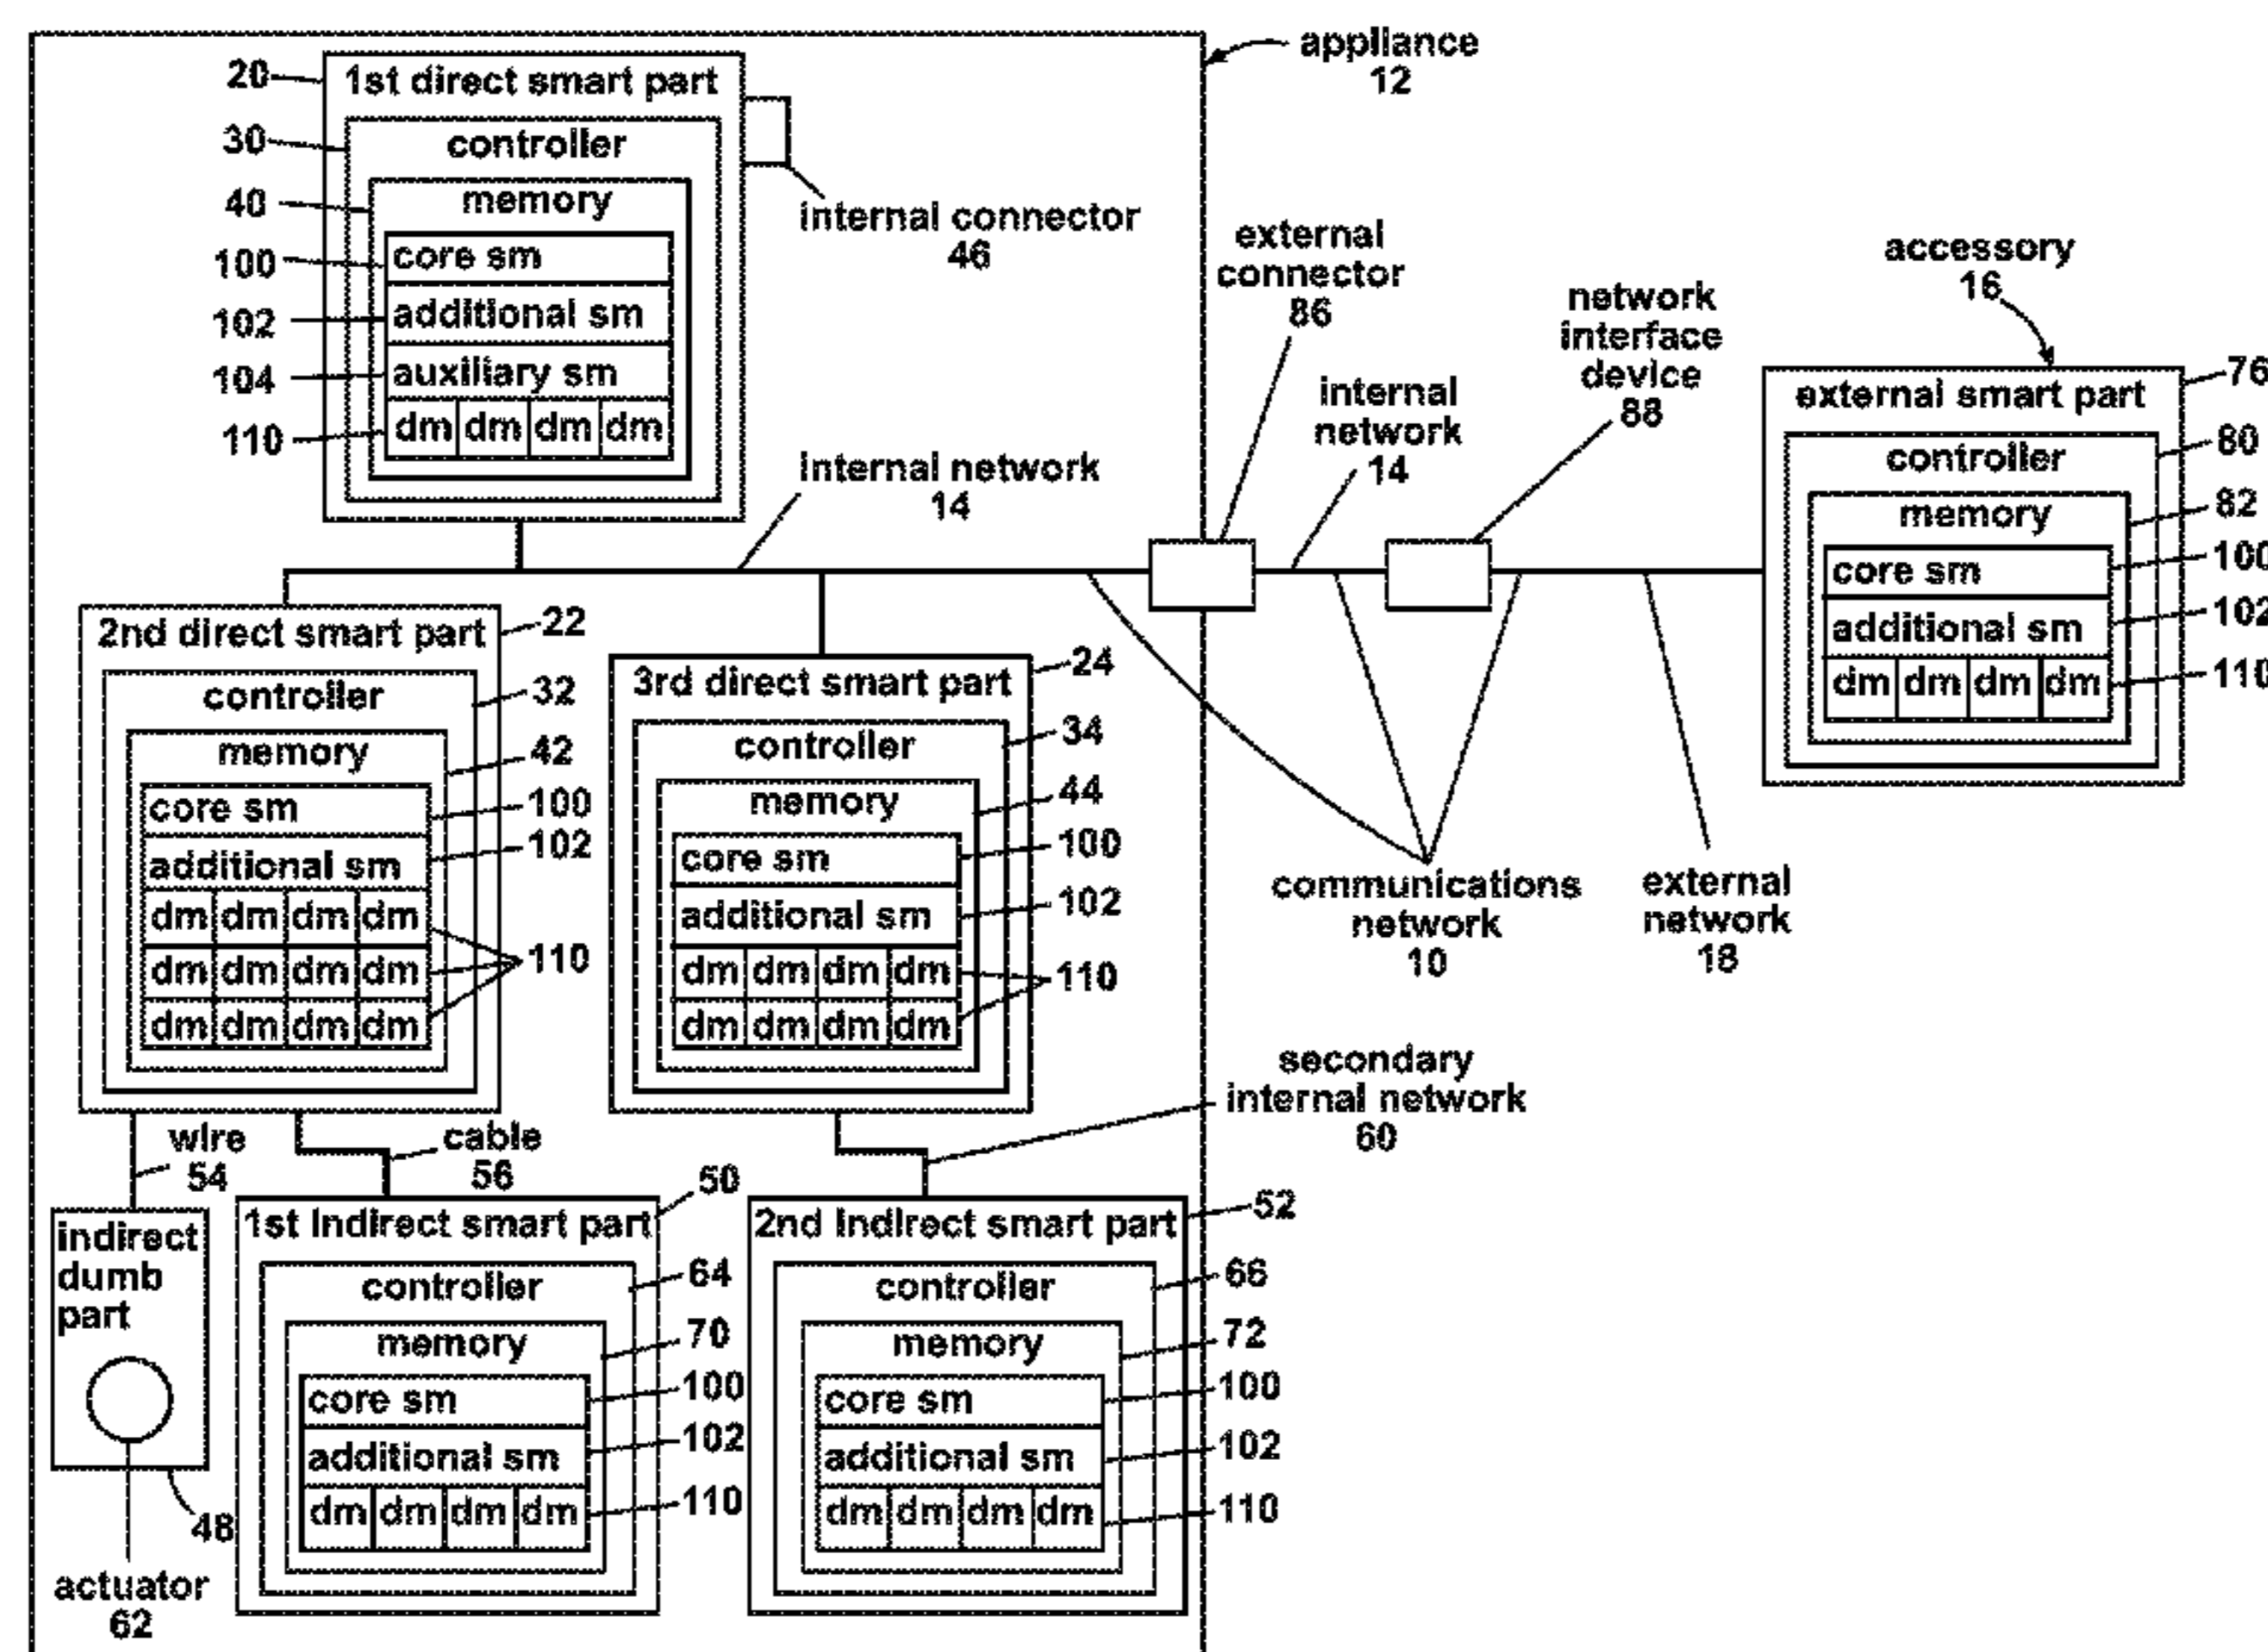 appliance
12
20
1st direct smart part
30
controller
40
memory
100
core sm
102
additional sm
104
auxiliary sm
110
dm dm dm dm
internal connector
46
internal network
14
external
connector
86
internal
network
14
network
interface
device
88
accessory
16
76
external smart part
80
controller
82
memory
100
core sm
102
additional sm
110
dm dm dm dm
communications
network
10
external
network
18
2nd direct smart part
22
controller
32
memory
42
core sm
100
additional sm
102
dm dm dm dm
dm dm dm dm
110
dm dm dm dm
3rd direct smart part
24
controller
34
memory
44
core sm
100
additional sm
102
dm dm dm dm
110
dm dm dm dm
secondary
internal network
60
wire
54
cable
56
indirect
dumb
part
48
actuator
62
1st indirect smart part
50
controller
64
memory
70
core sm
100
additional sm
102
dm dm dm dm
110
2nd indirect smart part
52
controller
66
memory
72
core sm
100
additional sm
102
dm dm dm dm
110